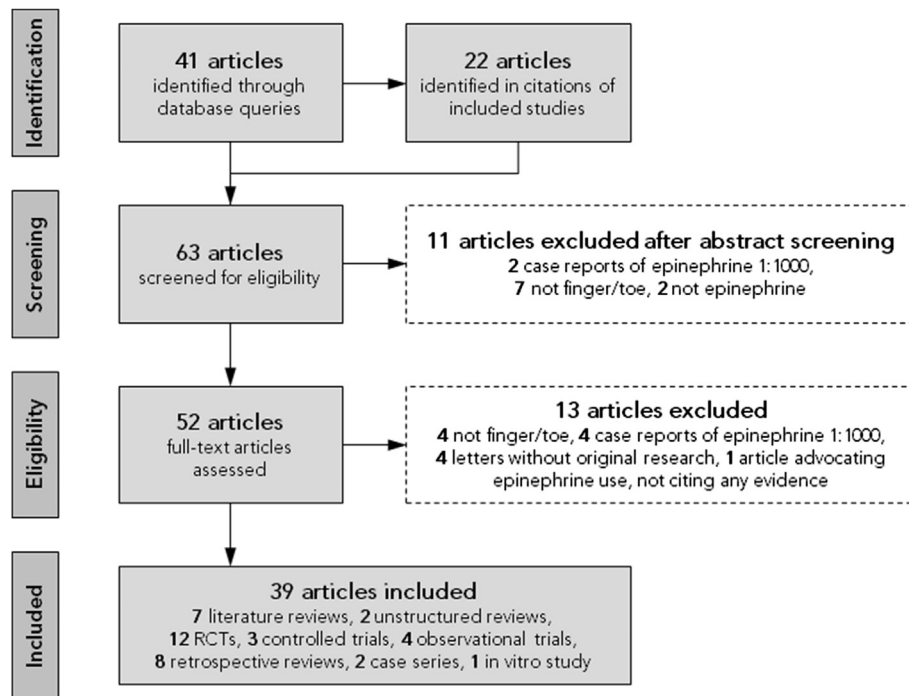 Identification
41 articles
identified through
database queries
22 articles
identified in citations of
included studies
Screening
63 articles
screened for eligibility
11 articles excluded after abstract screening
2 case reports of epinephrine 1:1000,
7 not finger/toe, 2 not epinephrine
Eligibility
52 articles
full-text articles
assessed
13 articles excluded
4 not finger/toe, 4 case reports of epinephrine 1:1000,
4 letters without original research, 1 article advocating
epinephrine use, not citing any evidence
Included
39 articles included
7 literature reviews, 2 unstructured reviews,
12 RCTs, 3 controlled trials, 4 observational trials,
8 retrospective reviews, 2 case series, 1 in vitro study